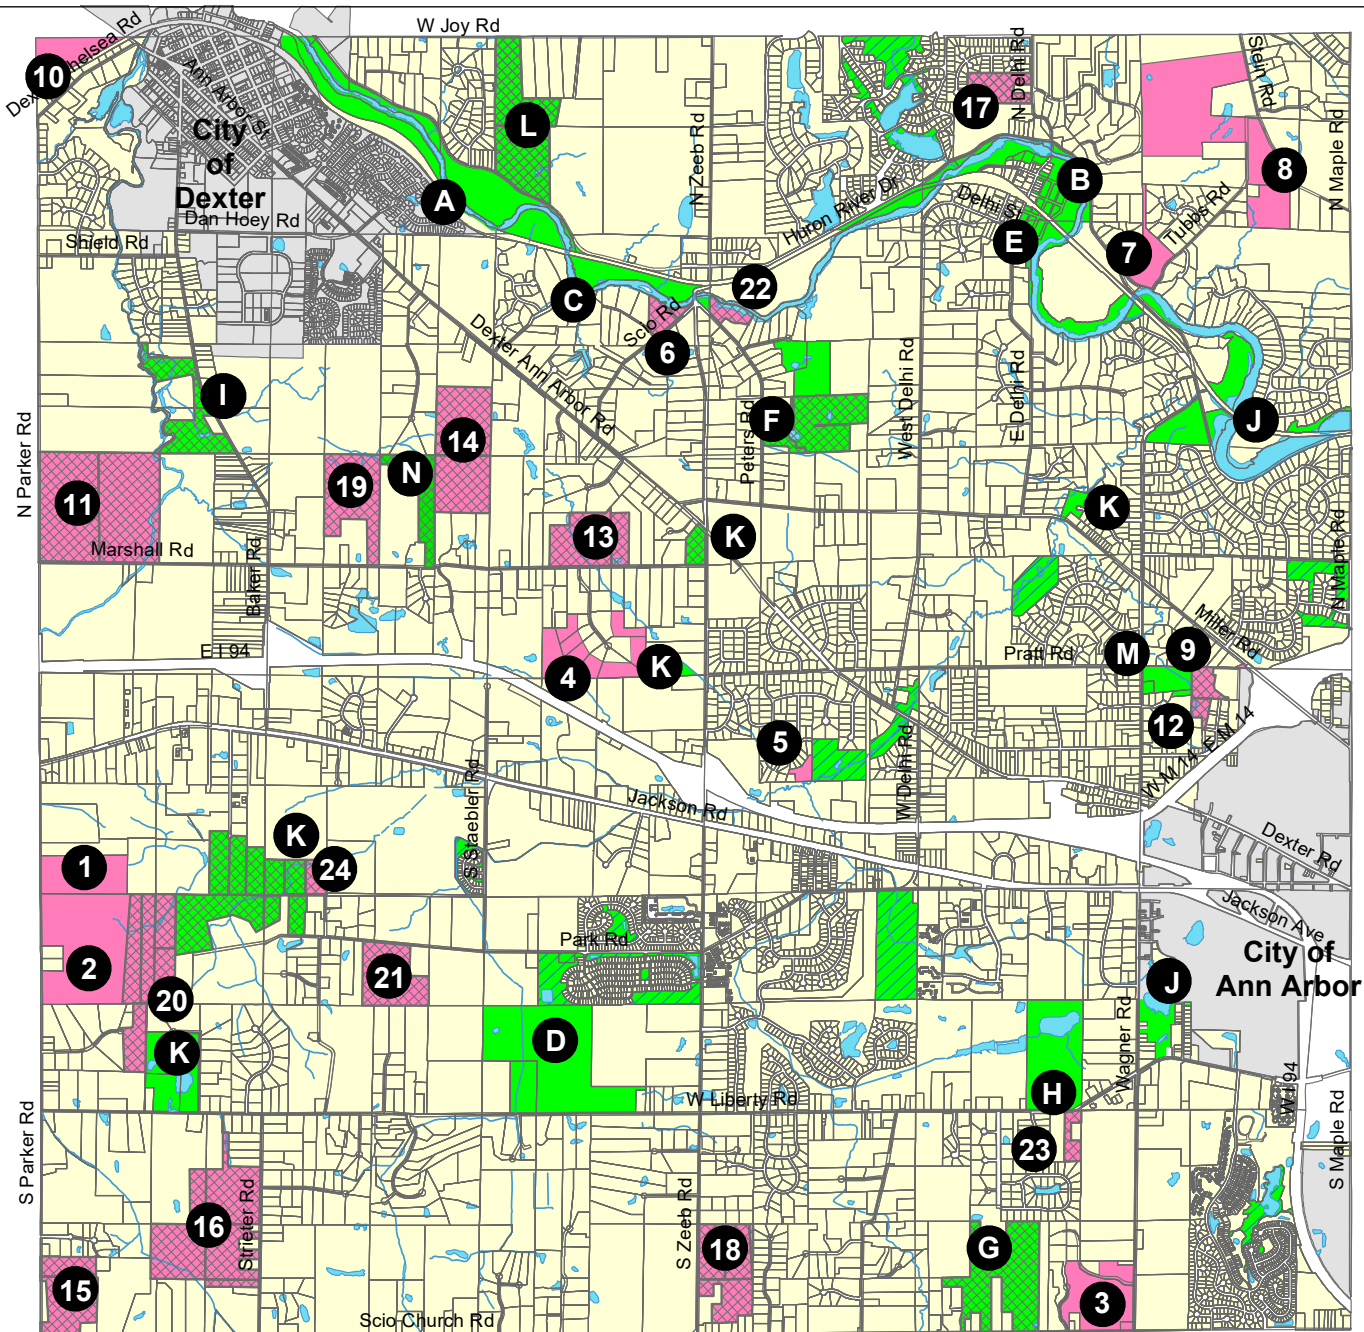 W Joy Rd
Dexter Chelsea Rd
10
Ann Arbor St
City
of
Dexter
Dan Hoey Rd
Shield Rd
L
A
N Zeeb Rd
17
N Delhi Rd
Stein Rd
N Maple Rd
8
B
Huron River Dr
Delhi St
E
7
Tubbs Rd
C
22
Scio Rd
6
Dexter Ann Arbor Rd
I
N Parker Rd
14
F
Peters Rd
West Delhi Rd
E Delhi Rd
J
11
19
N
13
K
K
Marshall Rd
Baker Rd
N Maple Rd
Miller Rd
E I 94
4
K
Pratt Rd
M
9
12
5
W Delhi Rd
W M 14
E M 14
S Staebler Rd
Jackson Rd
Dexter Rd
K
1
24
Jackson Ave
Park Rd
City of
Ann Arbor
2
21
20
J
K
D
H
Wagner Rd
W Liberty Rd
W I 94
S Parker Rd
23
S Maple Rd
16
Strieter Rd
S Zeeb Rd
18
G
15
3
Scio Church Rd